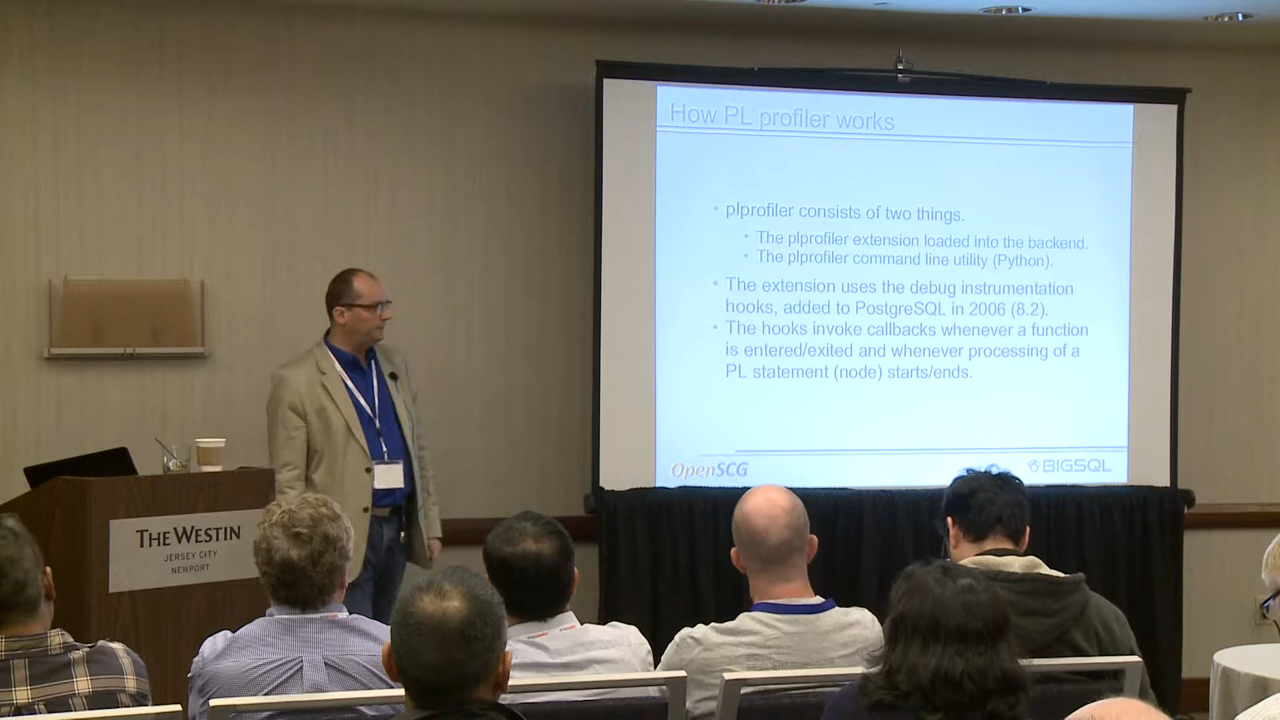 How PL profiler works
• plprofiler consists of two things.
• The plprofiler extension loaded into the backend.
• The plprofiler command line utility (Python).
• The extension uses the debug instrumentation
hooks, added to PostgreSQL in 2006 (8.2).
• The hooks invoke callbacks whenever a function
is entered/exited and whenever processing of a
PL statement (node) starts/ends.
OpenSCG
BIGSQL
THE WESTIN
JERSEY CITY
NEWPORT